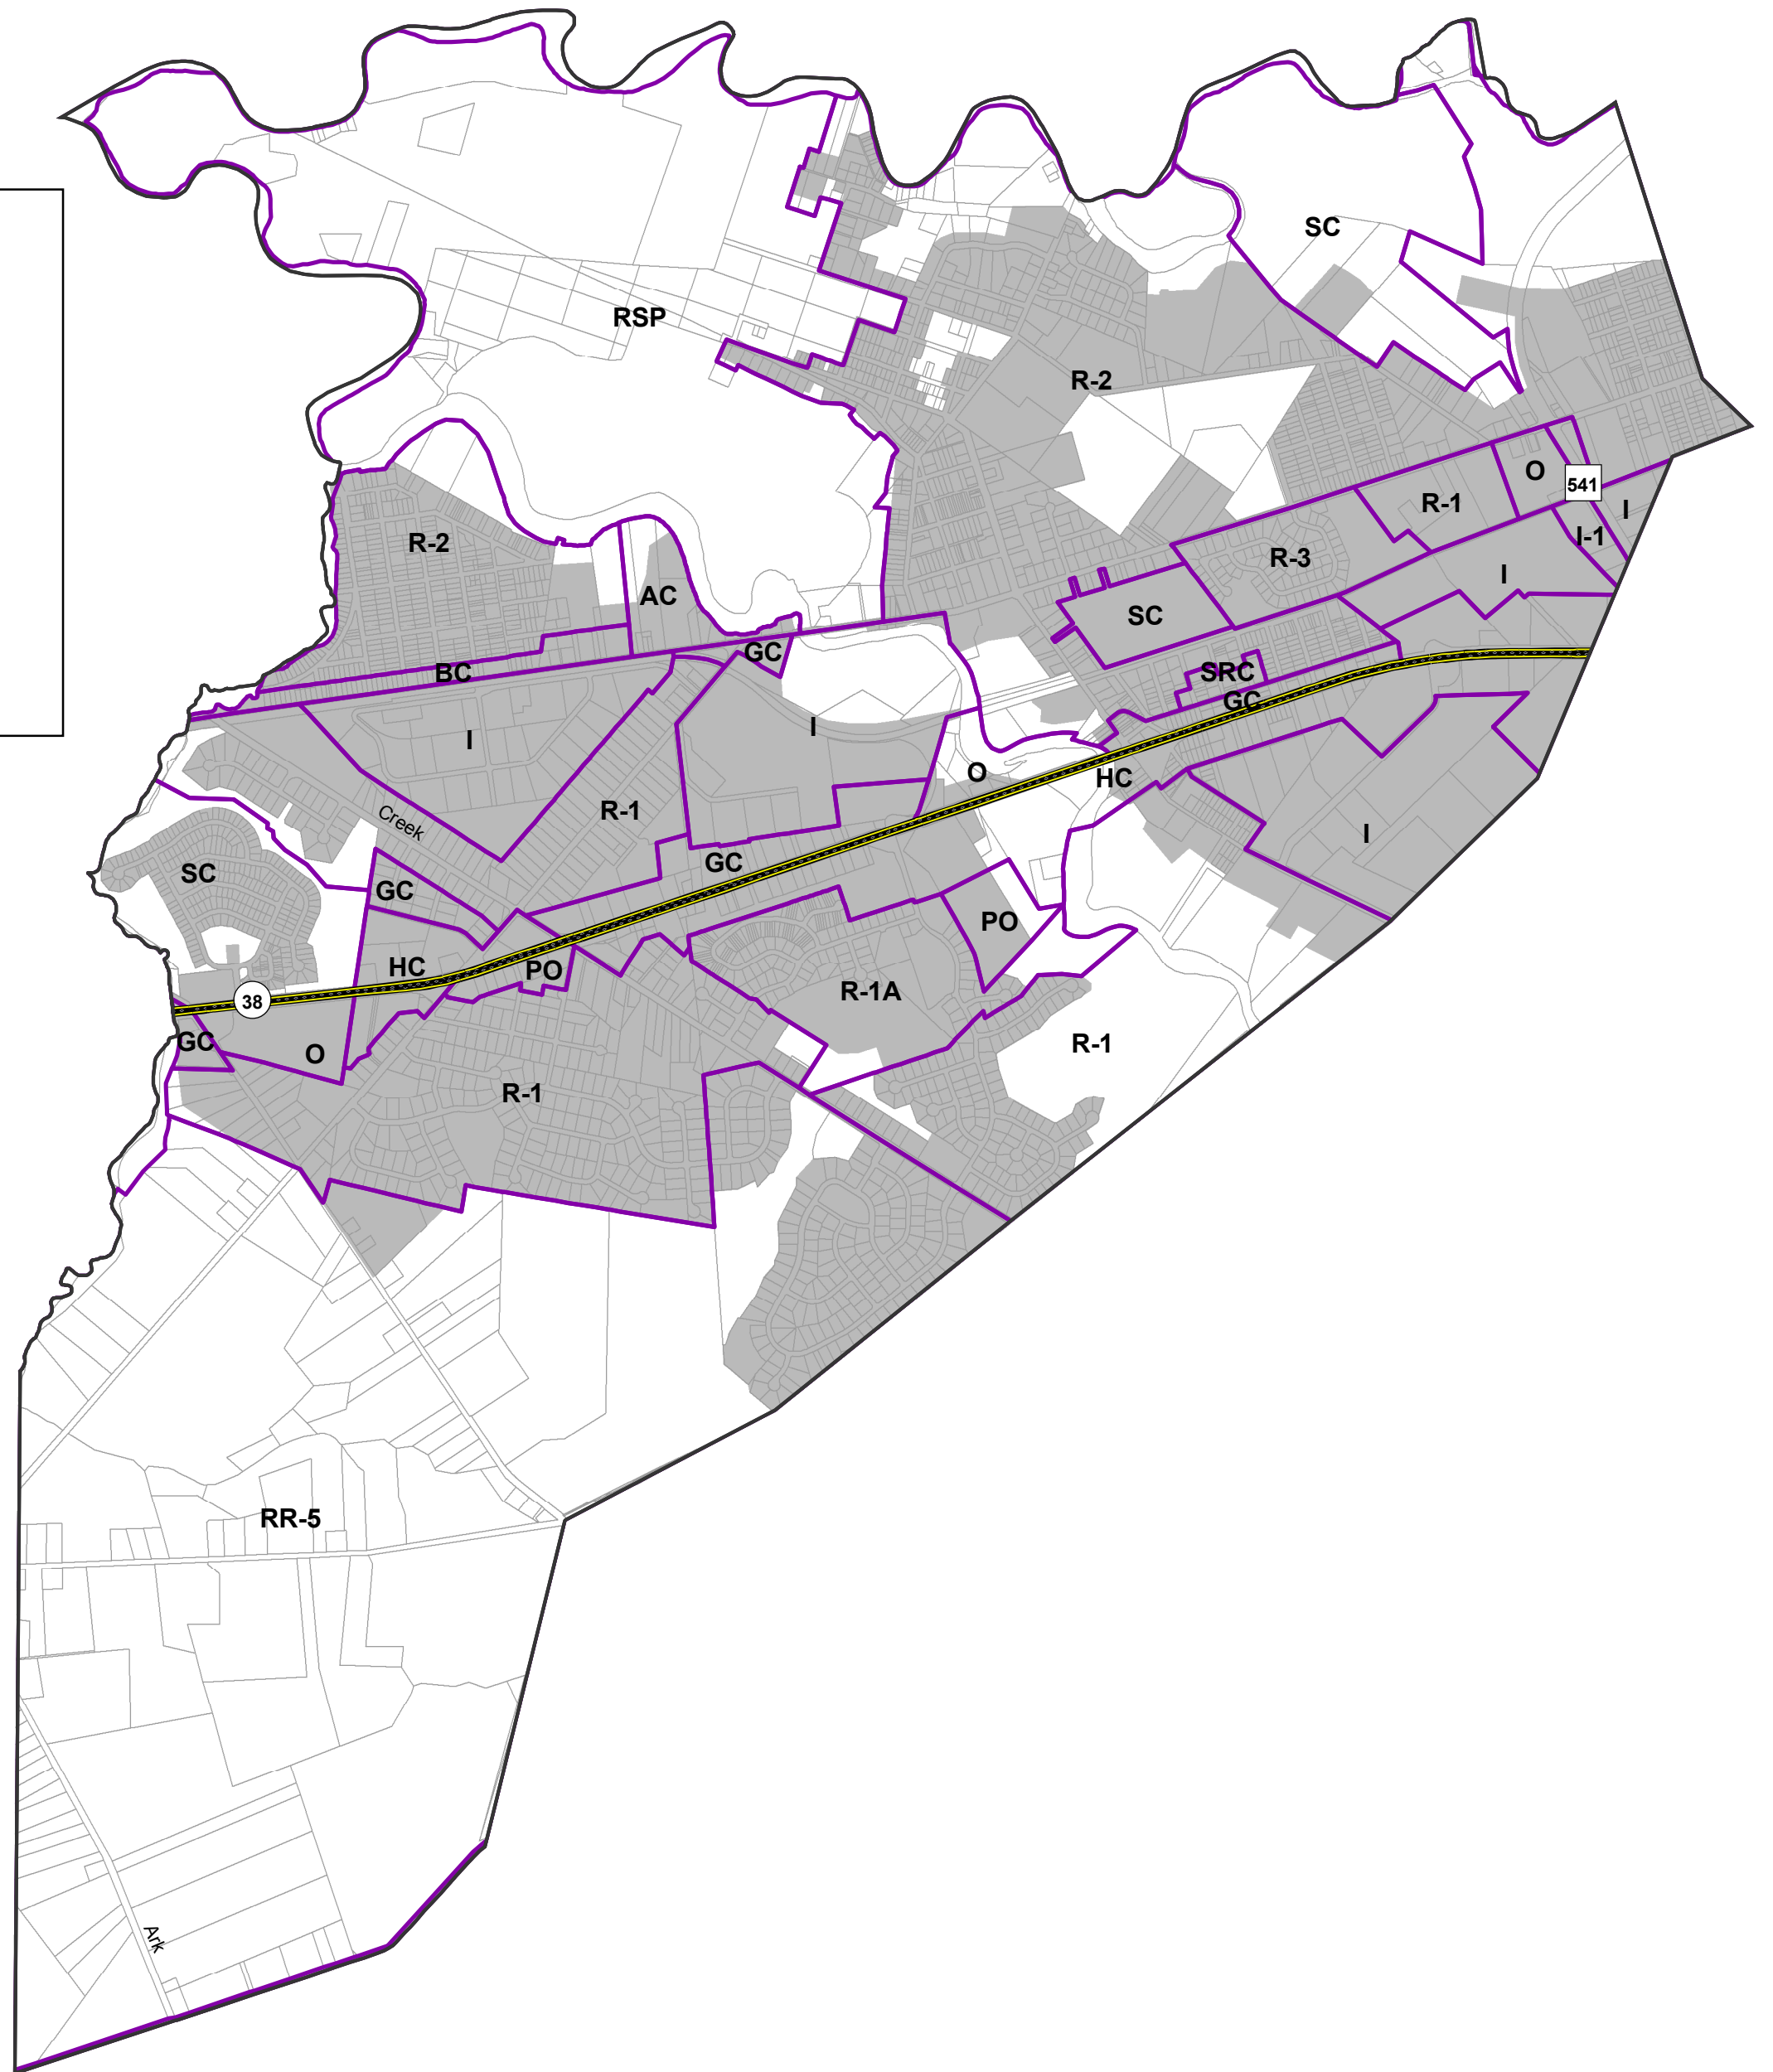 SC
RSP
R-2
O
541
R-1
I
I-1
R-2
R-3
I
AC
SC
GC
SRC
BC
GC
I
I
O
HC
R-1
Creek
I
GC
SC
GC
PO
HC
PO
R-1A
38
GC
O
R-1
R-1
RR-5
Ark